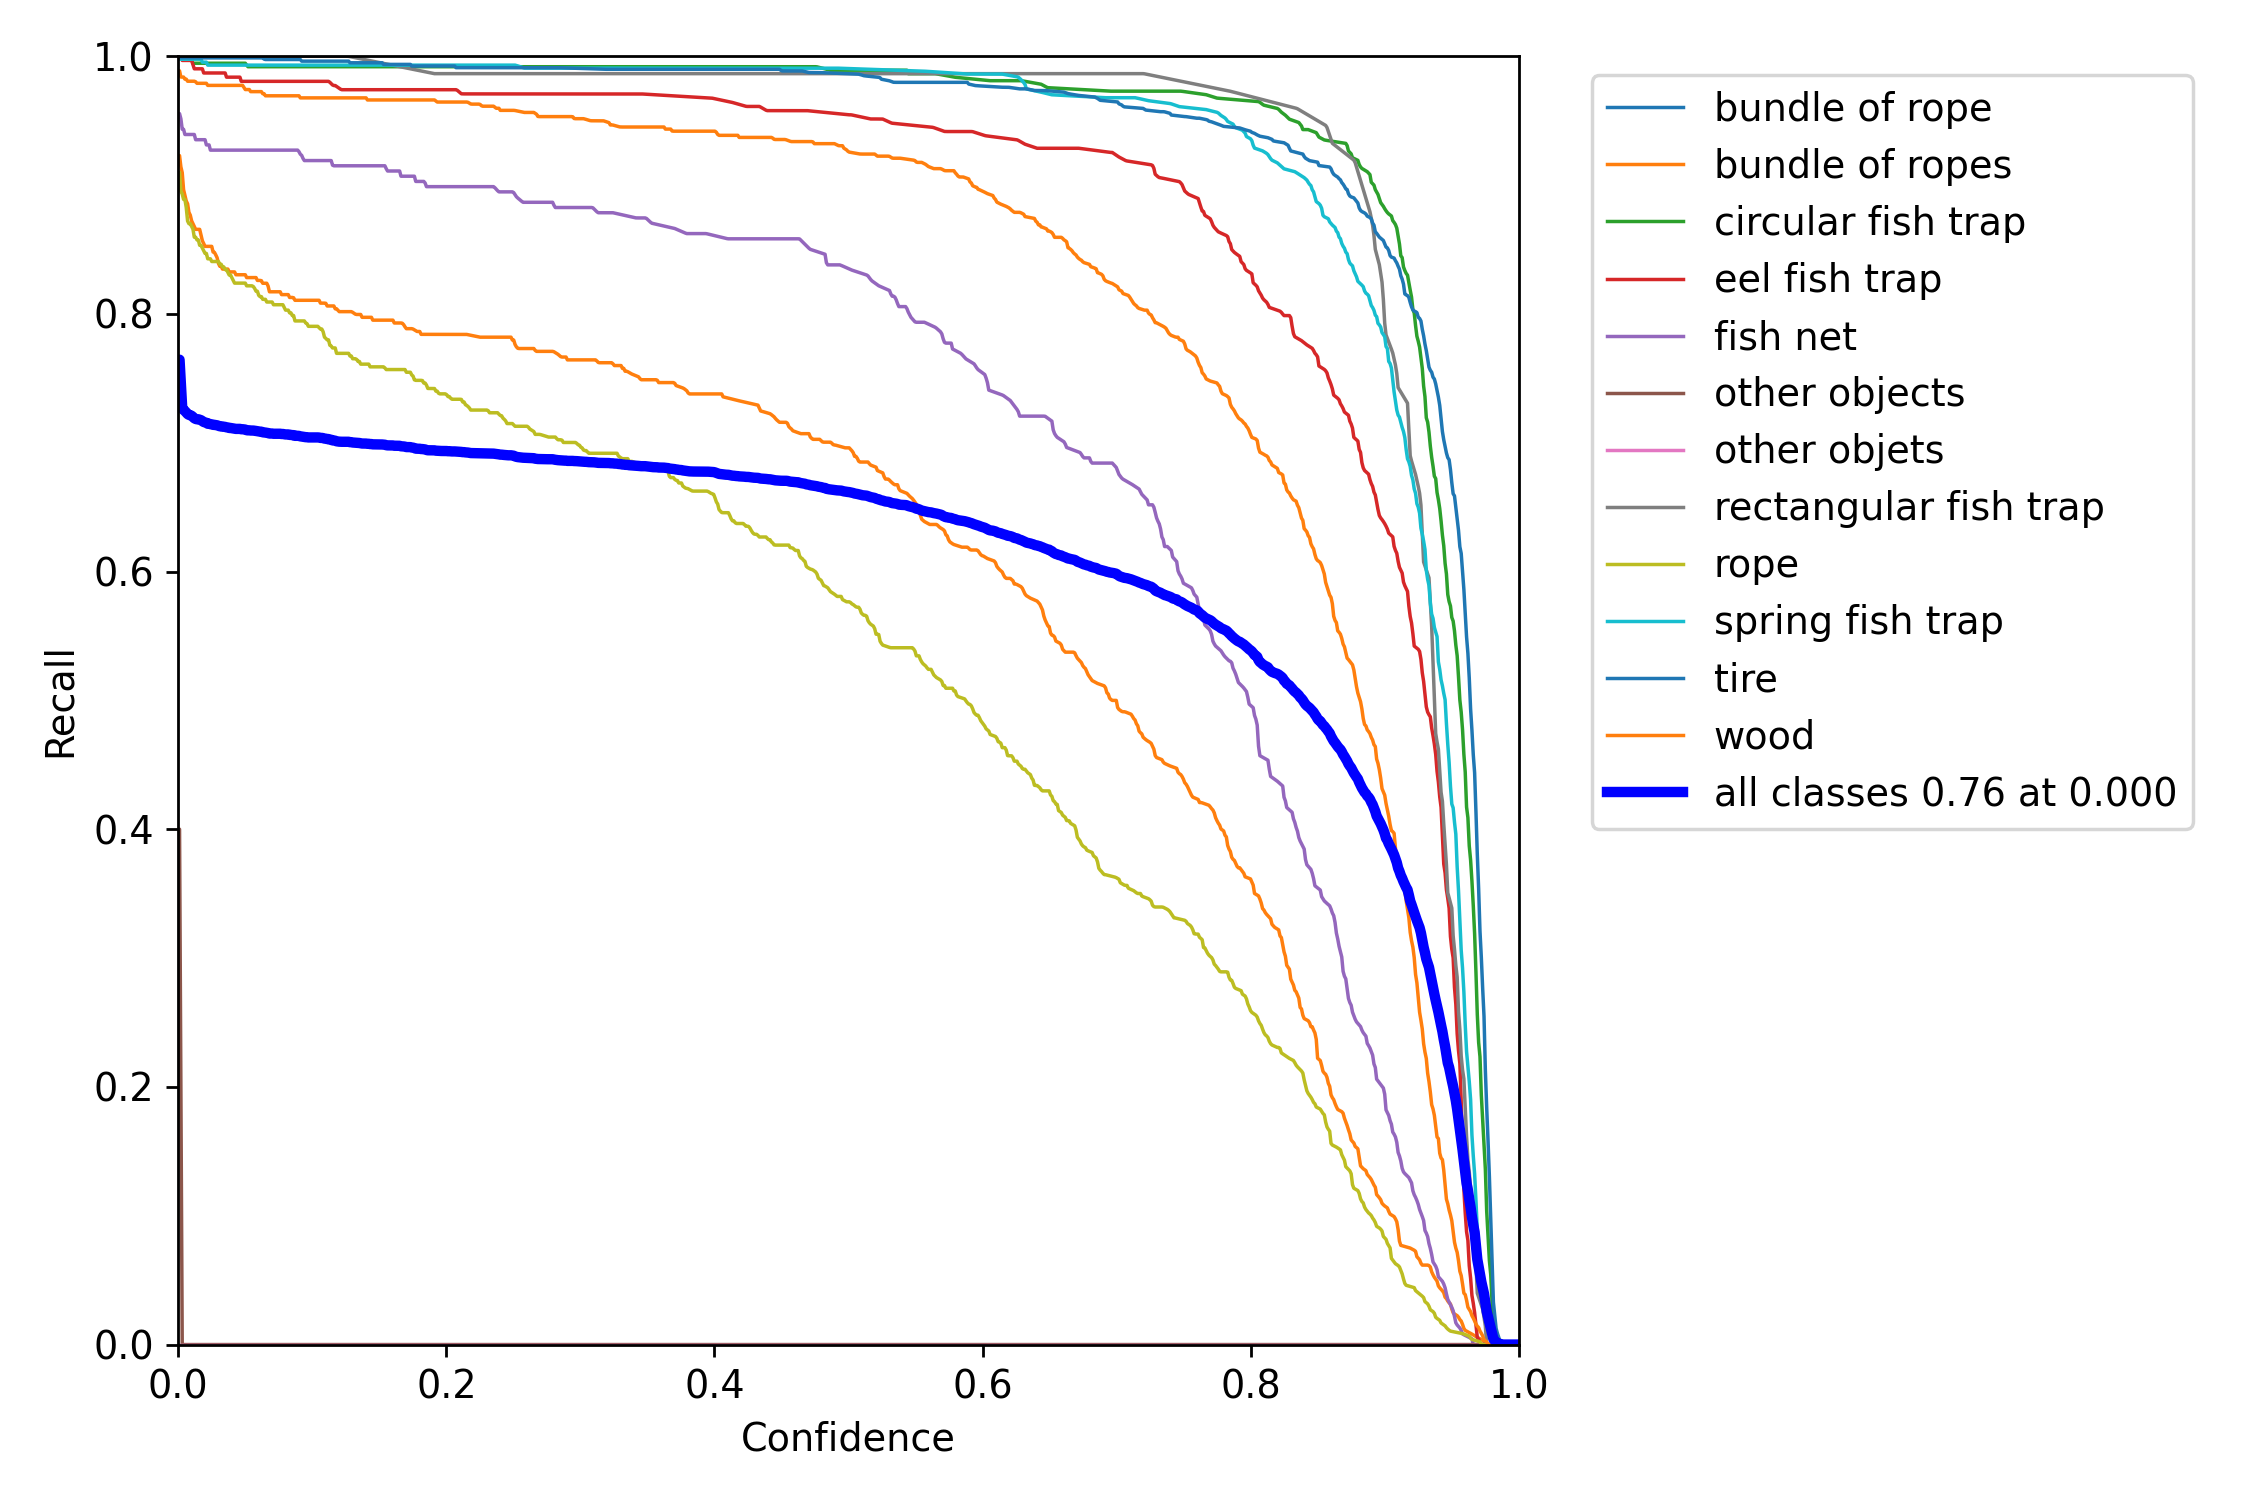 1.0
0.8
0.6
0.4
0.2
0.0
0.0 0.2 0.4 0.6 0.8 1.0
Recall
Confidence
bundle of rope
bundle of ropes
circular fish trap
eel fish trap
fish net
other objects
other objets
rectangular fish trap
rope
spring fish trap
tire
wood
all classes 0.76 at 0.000